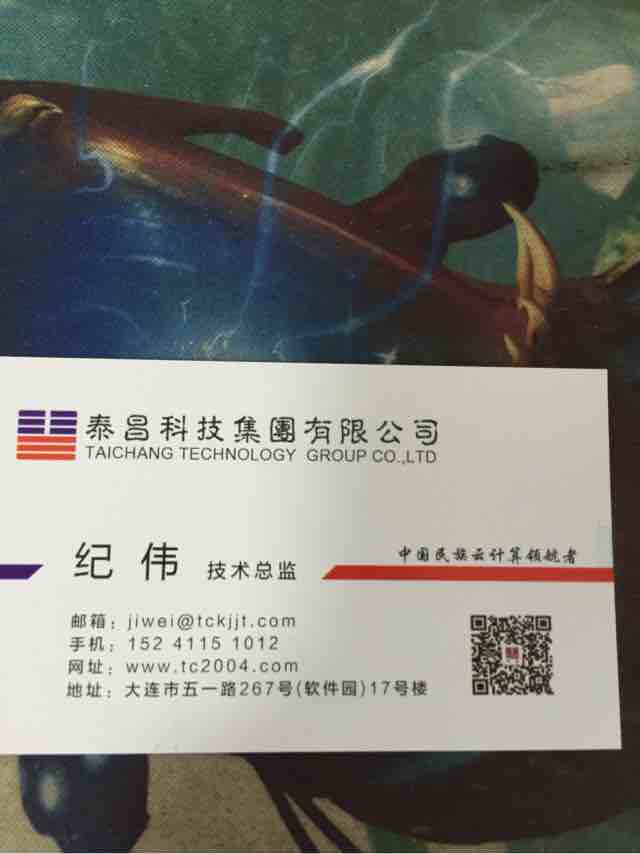 泰昌科技集團有限公司
TAICHANG TECHNOLOGY GROUP CO.,LTD
纪 伟 技术总监
中国民族云计算领航者
邮箱：jiwei@tckjjt.com
手机：152 4115 1012
网址：www.tc2004.com
地址：大连市五一路267号(软件园)17号楼